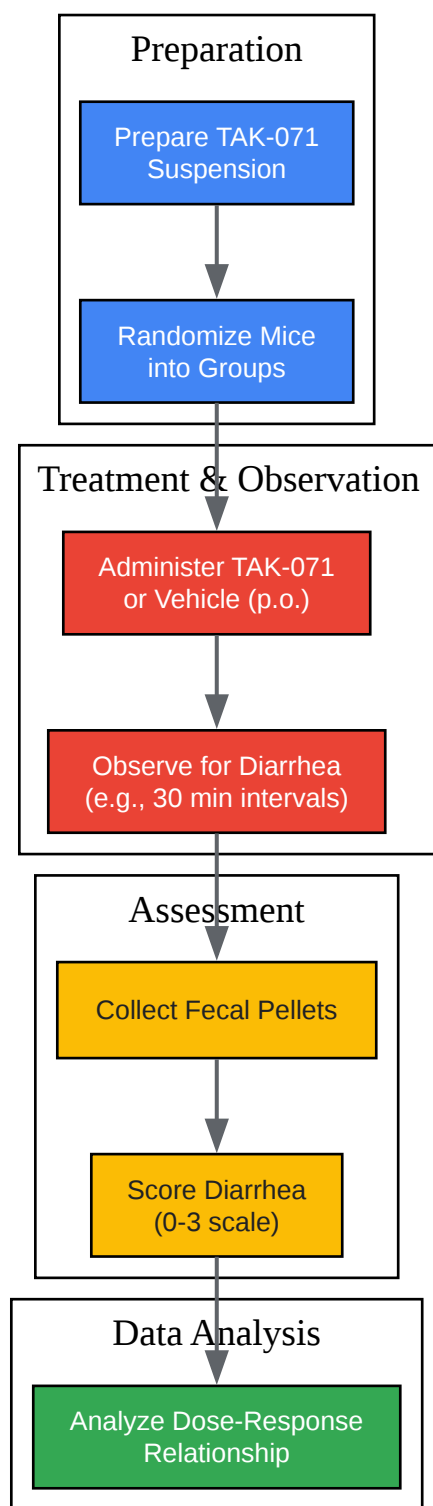 Preparation
Prepare TAK-071
Suspension
Randomize Mice
into Groups
Treatment & Observation
Administer TAK-071
or Vehicle (p.o.)
Observe for Diarrhea
(e.g., 30 min intervals)
Assessment
Collect Fecal Pellets
Score Diarrhea
(0-3 scale)
Data Analysis
Analyze Dose-Response
Relationship